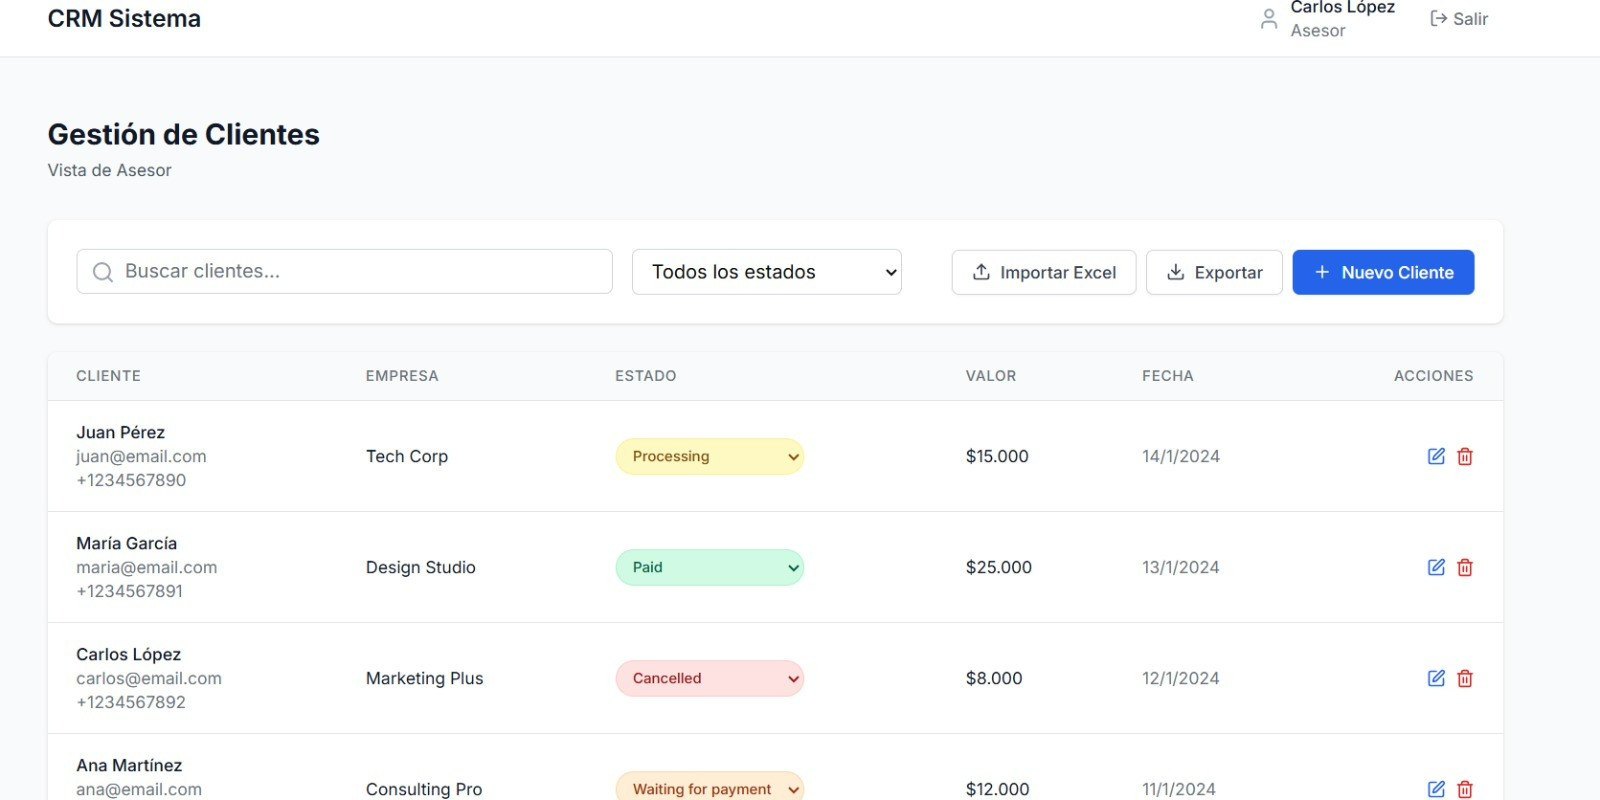 CRM Sistema
Carlos López
Asesor
Salir
Gestión de Clientes
Vista de Asesor
Buscar clientes...
Todos los estados
Importar Excel
Exportar
+ Nuevo Cliente
CLIENTE EMPRESA ESTADO VALOR FECHA ACCIONES
Juan Pérez
juan@email.com
+1234567890
Tech Corp
Processing
$15.000
14/1/2024
María García
maria@email.com
+1234567891
Design Studio
Paid
$25.000
13/1/2024
Carlos López
carlos@email.com
+1234567892
Marketing Plus
Cancelled
$8.000
12/1/2024
Ana Martínez
ana@email.com
Consulting Pro
Waiting for payment
$12.000
11/1/2024